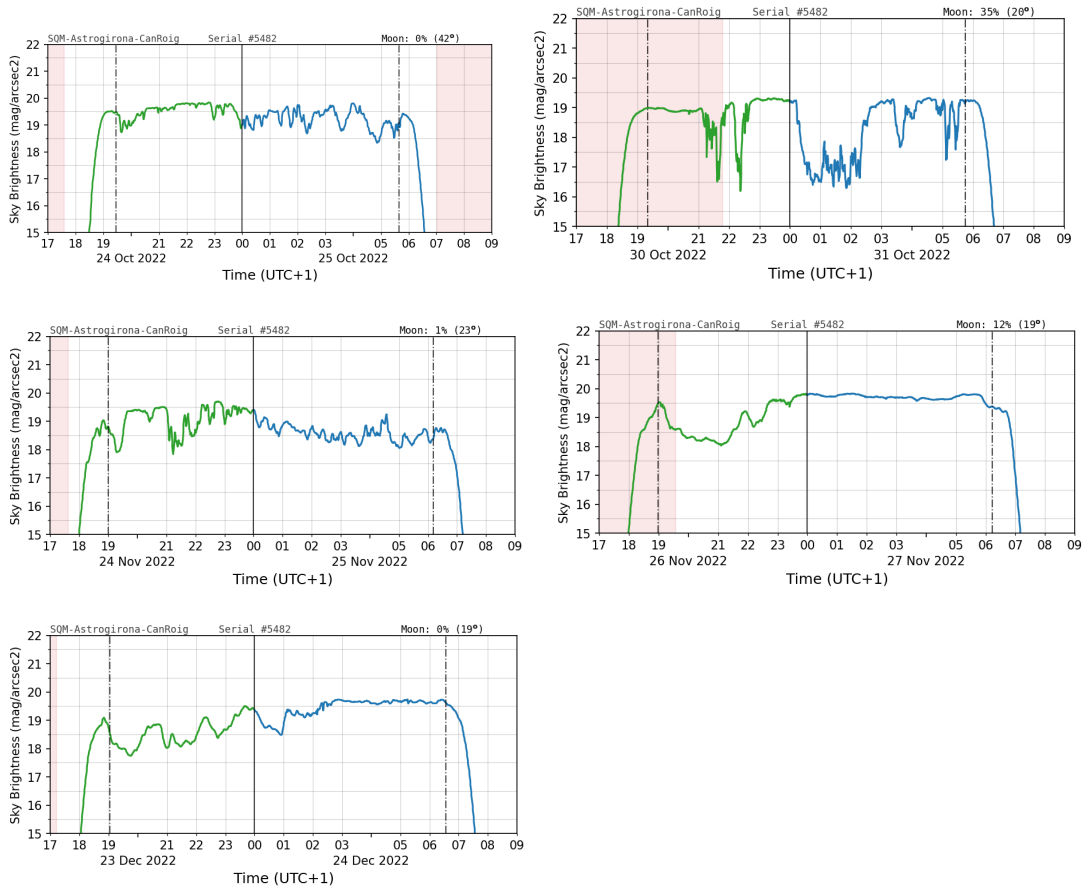 SQM-Astrogirona-CanRoig Serial #5482 Moon: 0% (42º)
Sky Brightness (mag/arcsec2)
22
21
20
19
18
17
16
15
17 18 19 21 22 23 00 01 02 03 05 06 07 08 09
24 Oct 2022 25 Oct 2022
Time (UTC+1)
SQM-Astrogirona-CanRoig Serial #5482 Moon: 35% (20º)
Sky Brightness (mag/arcsec2)
22
21
20
19
18
17
16
15
17 18 19 21 22 23 00 01 02 03 05 06 07 08 09
30 Oct 2022 31 Oct 2022
Time (UTC+1)
SQM-Astrogirona-CanRoig Serial #5482 Moon: 1% (23º)
Sky Brightness (mag/arcsec2)
22
21
20
19
18
17
16
15
17 18 19 21 22 23 00 01 02 03 05 06 07 08 09
24 Nov 2022 25 Nov 2022
Time (UTC+1)
SQM-Astrogirona-CanRoig Serial #5482 Moon: 12% (19º)
Sky Brightness (mag/arcsec2)
22
21
20
19
18
17
16
15
17 18 19 21 22 23 00 01 02 03 05 06 07 08 09
26 Nov 2022 27 Nov 2022
Time (UTC+1)
SQM-Astrogirona-CanRoig Serial #5482 Moon: 0% (19º)
Sky Brightness (mag/arcsec2)
22
21
20
19
18
17
16
15
17 18 19 21 22 23 00 01 02 03 05 06 07 08 09
23 Dec 2022 24 Dec 2022
Time (UTC+1)